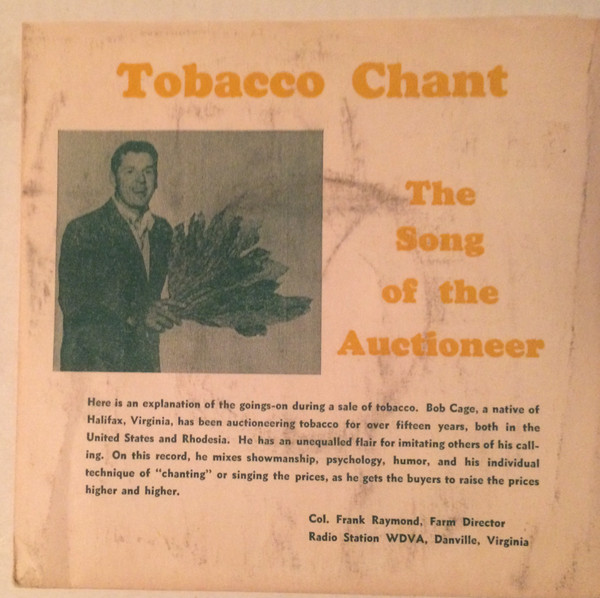 Tobacco Chant
The
Song
of the
Auctioneer
Here is an explanation of the goings-on during a sale of tobacco. Bob Cage, a native of
Halifax, Virginia, has been auctioneering tobacco for over fifteen years, both in the
United States and Rhodesia. He has an unequalled flair for imitating others of his call-
ing. On this record, he mixes showmanship, psychology, humor, and his individual
technique of "chanting" or singing the prices, as he gets the buyers to raise the prices
higher and higher.
Col. Frank Raymond, Farm Director
Radio Station WDVA, Danville, Virginia